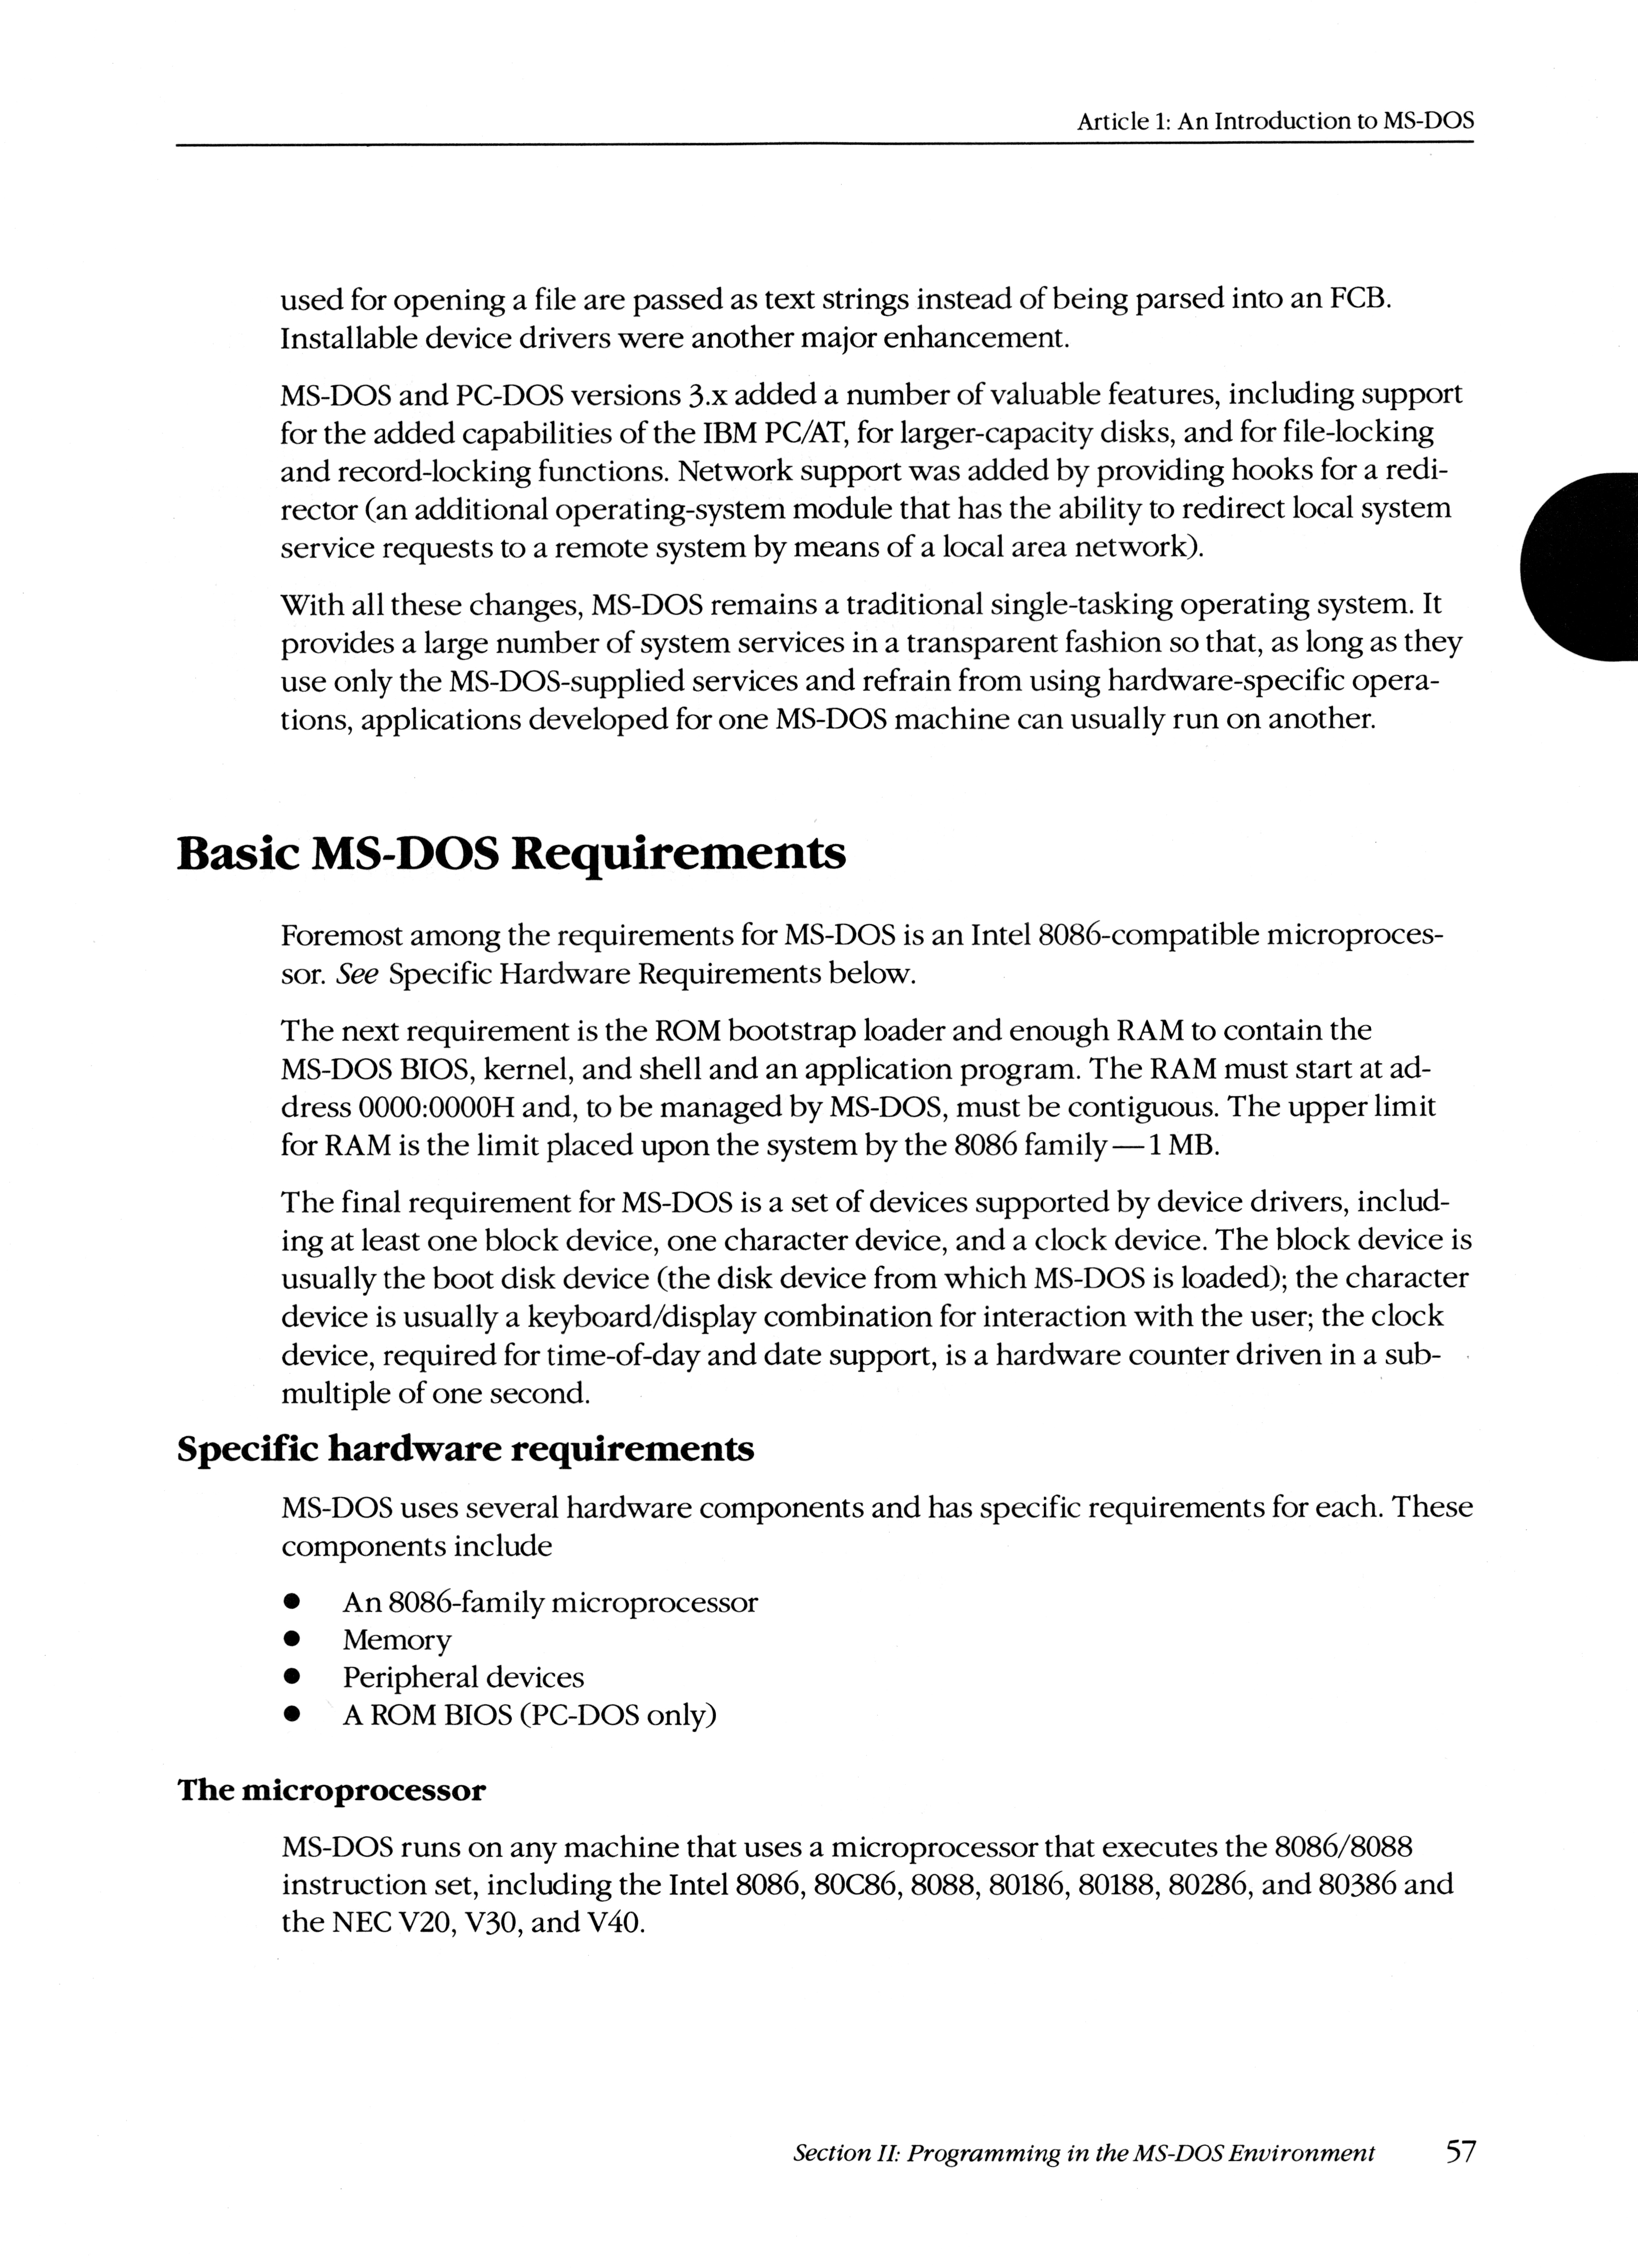 Article 1: An Introduction to MS-DOS
used for opening a file are passed as text strings instead of being parsed into an FCB.
Installable device drivers were another major enhancement.
MS-DOS and PC-DOS versions 3.x added a number of valuable features, including support
for the added capabilities of the IBM PC/AT, for larger-capacity disks, and for file-locking
and record-locking functions. Network support was added by providing hooks for a redi-
rector (an additional operating-system module that has the ability to redirect local system
service requests to a remote system by means of a local area network).
With all these changes, MS-DOS remains a traditional single-tasking operating system. It
provides a large number of system services in a transparent fashion so that, as long as they
use only the MS-DOS-supplied services and refrain from using hardware-specific opera-
tions, applications developed for one MS-DOS machine can usually run on another.
Basic MS-DOS Requirements
Foremost among the requirements for MS-DOS is an Intel 8086-compatible microproces-
sor. See Specific Hardware Requirements below.
The next requirement is the ROM bootstrap loader and enough RAM to contain the
MS-DOS BIOS, kernel, and shell and an application program. The RAM must start at ad-
dress 0000:0000H and, to be managed by MS-DOS, must be contiguous. The upper limit
for RAM is the limit placed upon the system by the 8086 family—1 MB.
The final requirement for MS-DOS is a set of devices supported by device drivers, includ-
ing at least one block device, one character device, and a clock device. The block device is
usually the boot disk device (the disk device from which MS-DOS is loaded); the character
device is usually a keyboard/display combination for interaction with the user; the clock
device, required for time-of-day and date support, is a hardware counter driven in a sub-
multiple of one second.
Specific hardware requirements
MS-DOS uses several hardware components and has specific requirements for each. These
components include
● An 8086-family microprocessor
● Memory
● Peripheral devices
● A ROM BIOS (PC-DOS only)
The microprocessor
MS-DOS runs on any machine that uses a microprocessor that executes the 8086/8088
instruction set, including the Intel 8086, 80C86, 8088, 80186, 80188, 80286, and 80386 and
the NEC V20, V30, and V40.
Section II: Programming in the MS-DOS Environment 57